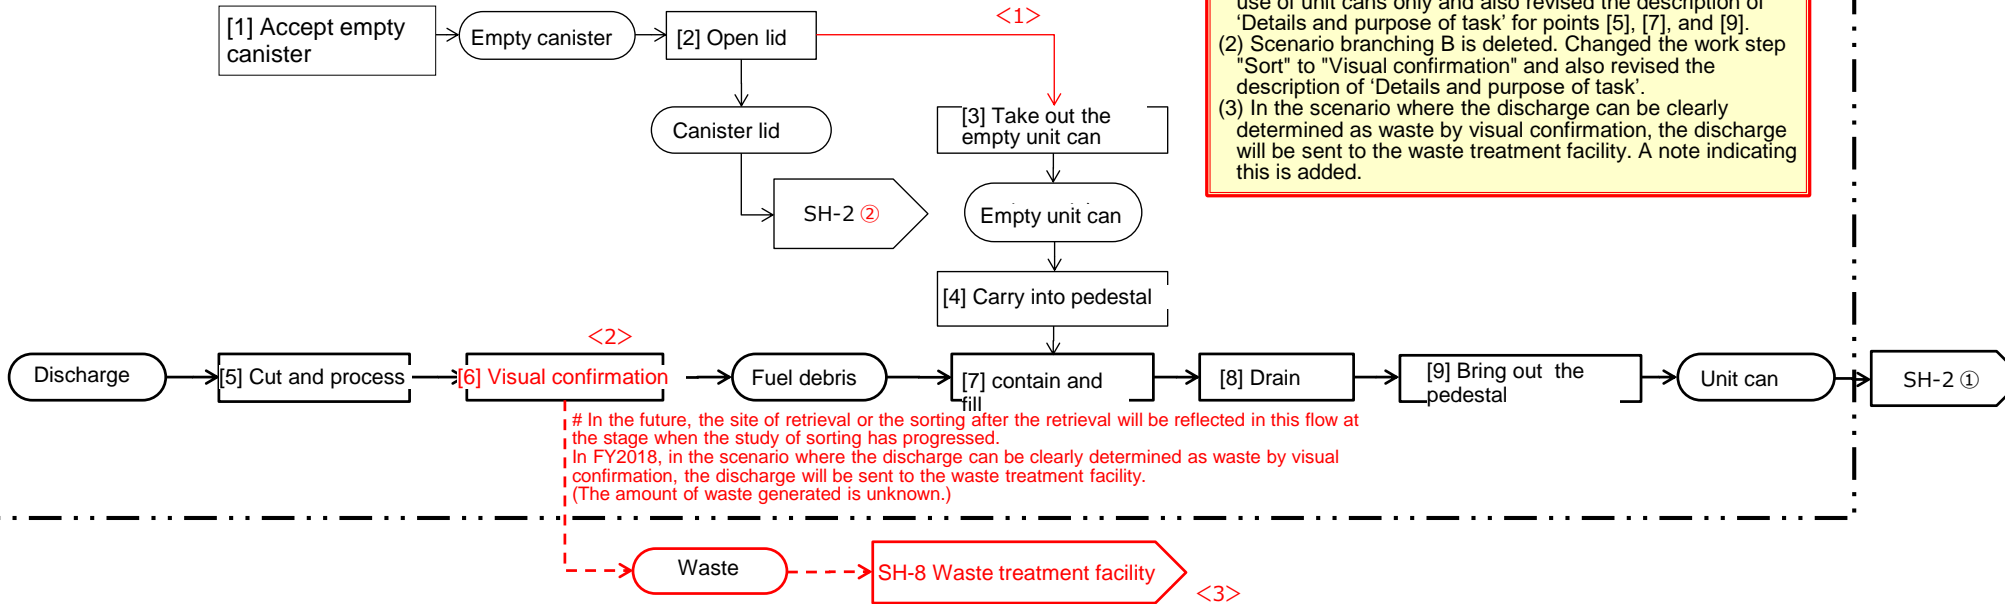 [1] Accept empty
canister
Empty canister
[2] Open lid
<1>
Canister lid
SH-2 ②
[3] Take out the
empty unit can
Empty unit can
[4] Carry into pedestal
use of unit cans only and also revised the description of
‘Details and purpose of task’ for points [5], [7], and [9].
(2) Scenario branching B is deleted. Changed the work step
"Sort" to "Visual confirmation" and also revised the
description of ‘Details and purpose of task’.
(3) In the scenario where the discharge can be clearly
determined as waste by visual confirmation, the discharge
will be sent to the waste treatment facility. A note indicating
this is added.
<2>
Discharge
[5] Cut and process
[6] Visual confirmation
Fuel debris
[7] contain and
fill
[8] Drain
[9] Bring out the
pedestal
Unit can
SH-2 ①
# In the future, the site of retrieval or the sorting after the retrieval will be reflected in this flow at
the stage when the study of sorting has progressed.
In FY2018, in the scenario where the discharge can be clearly determined as waste by visual
confirmation, the discharge will be sent to the waste treatment facility.
(The amount of waste generated is unknown.)
Waste
SH-8 Waste treatment facility
<3>